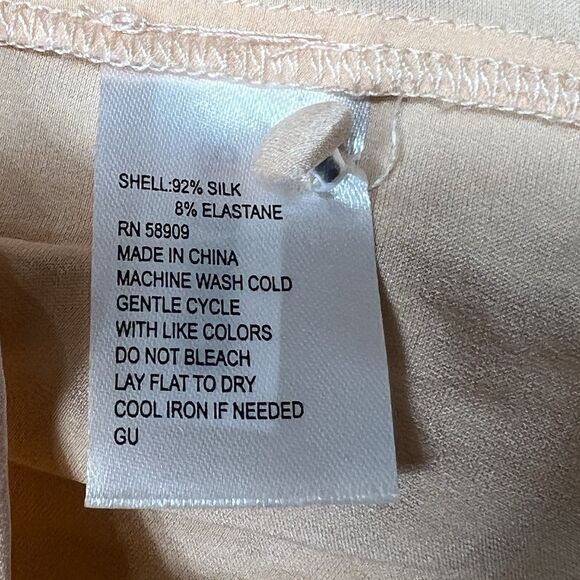 SHELL:92% SILK
8% ELASTANE
RN 58909
MADE IN CHINA
MACHINE WASH COLD
GENTLE CYCLE
WITH LIKE COLORS
DO NOT BLEACH
LAY FLAT TO DRY
COOL IRON IF NEEDED
GU